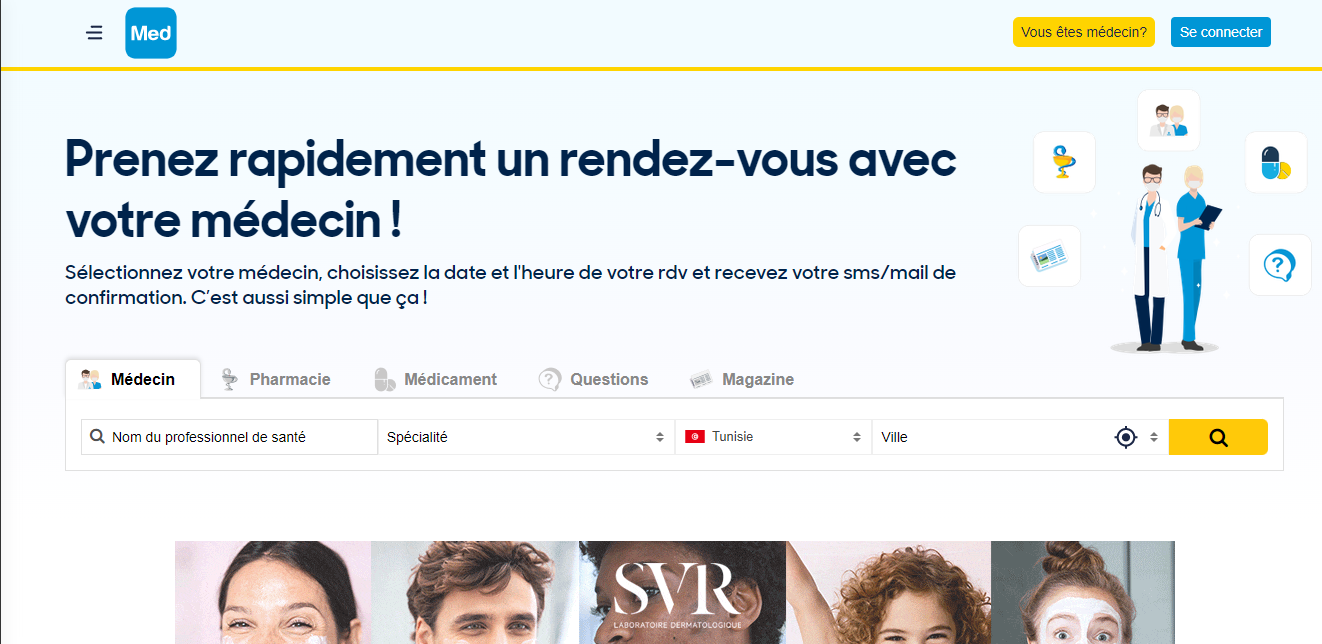 Med
Vous êtes médecin?
Se connecter
Prenez rapidement un rendez-vous avec
votre médecin !
Sélectionnez votre médecin, choisissez la date et l'heure de votre rdv et recevez votre sms/mail de
confirmation. C’est aussi simple que ça !
Médecin
Pharmacie
Médicament
Questions
Magazine
Nom du professionnel de santé
Spécialité
Tunisie
Ville
SVR
LABORATOIRE DERMATOLOGIQUE